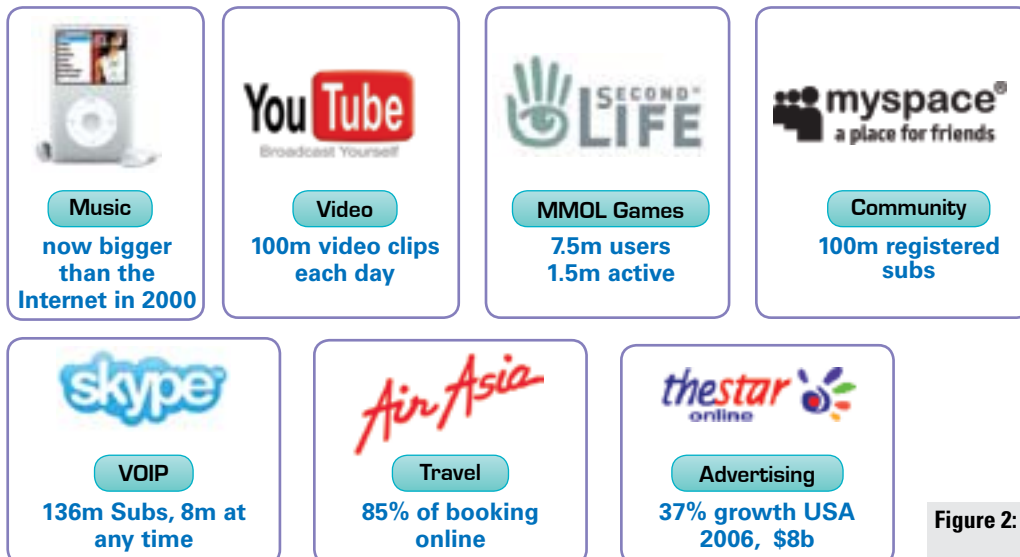 You Tube
Broadcast Yourself
SECOND
LIFE
myspace®
a place for friends
Music
now bigger
than the
Internet in 2000
Video
100m video clips
each day
MMOL Games
7.5m users
1.5m active
Community
100m registered
subs
skype
Air Asia
thestar
online
VOIP
136m Subs, 8m at
any time
Travel
85% of booking
online
Advertising
37% growth USA
2006, $8b
Figure 2: